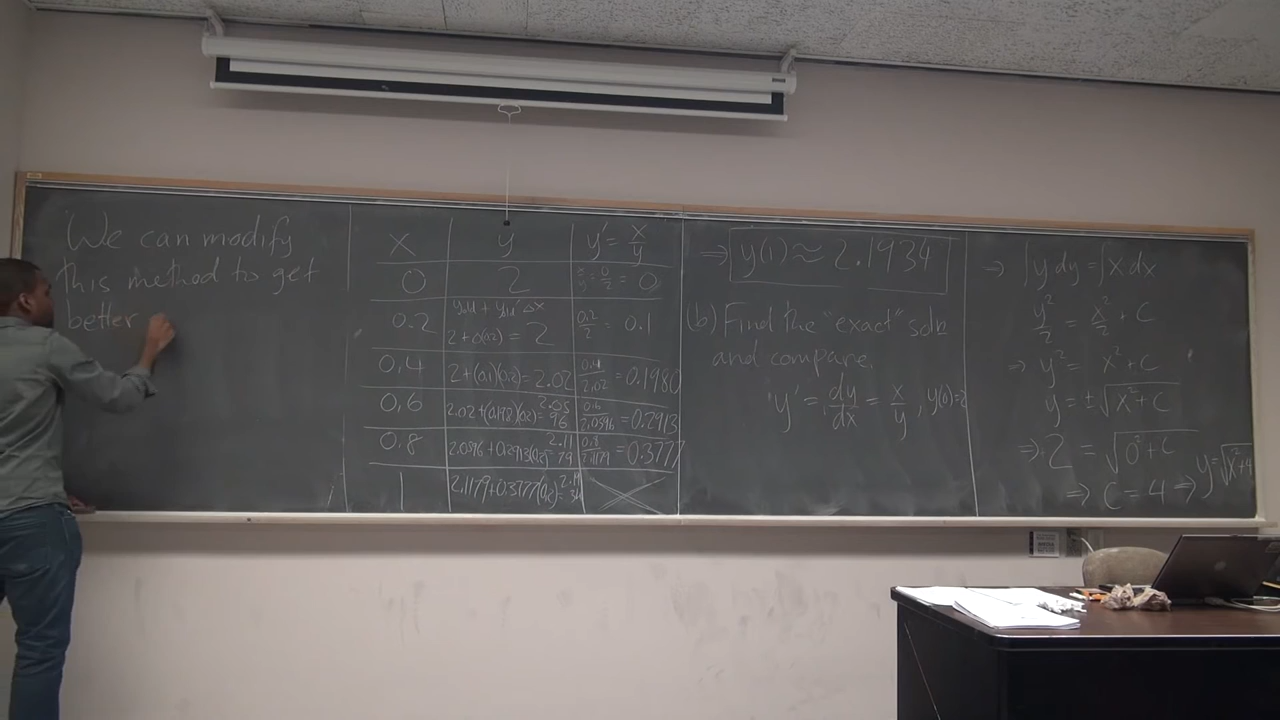 We can modify
this method to get
better
x y y' = x/y
0 2 x/y = 0/2 = 0
0.2 y_old + y_old' Δx
2 + 0(0.2) = 2 0.2/2 = 0.1
0.4 2+(0.1)(0.2) = 2.02 0.4/2.02 = 0.1980
0.6 2.02+(0.198)(0.2) = 2.0596 0.6/2.0596 = 0.2913
0.8 2.0596+0.2913(0.2) = 2.1179 0.8/2.1179 = 0.3777
1 2.1179+0.3777(0.2) =
⇒ y(1) ≈ 2.1934
(b) Find the "exact" soln
and compare.
y' = dy/dx = x/y , y(0)=2
⇒ ∫y dy = ∫x dx
y²/2 = x²/2 + C
⇒ y² = x² + C
y = ±√(x²+C)
⇒ 2 = √(0²+C)
⇒ C = 4 ⇒ y = √(x²+4)